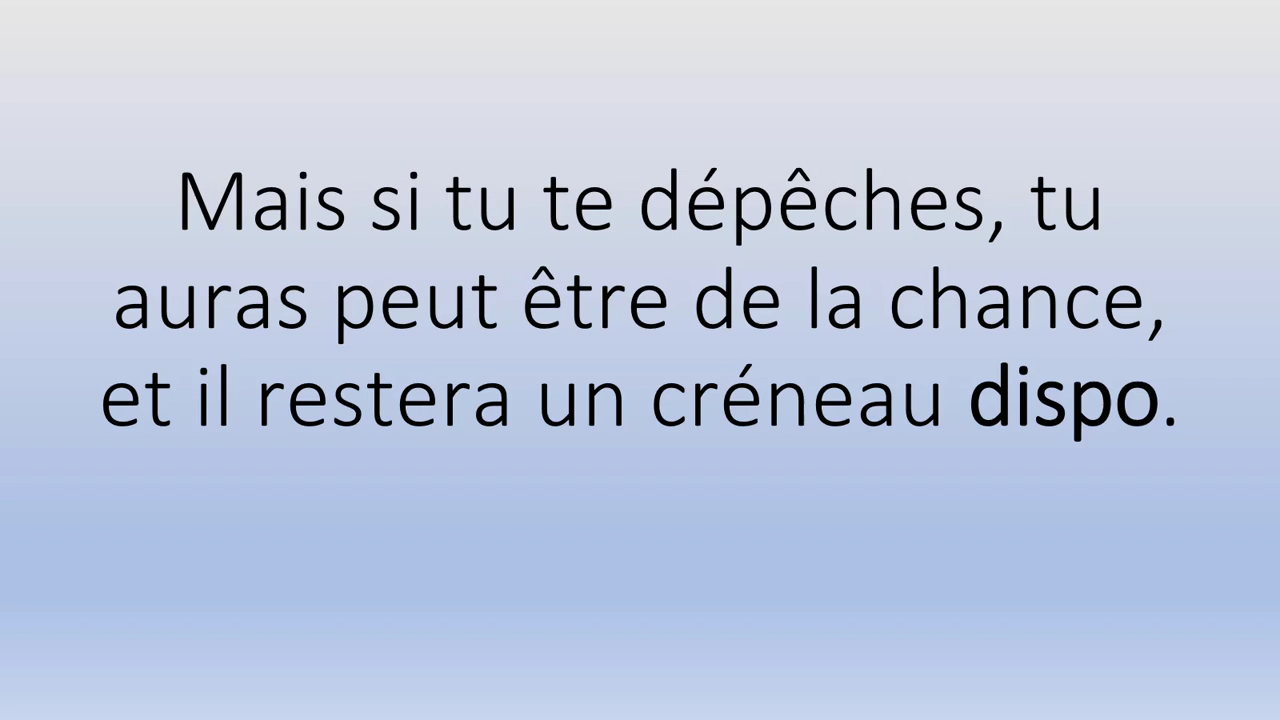 Mais si tu te dépêches, tu
auras peut être de la chance,
et il restera un créneau dispo.